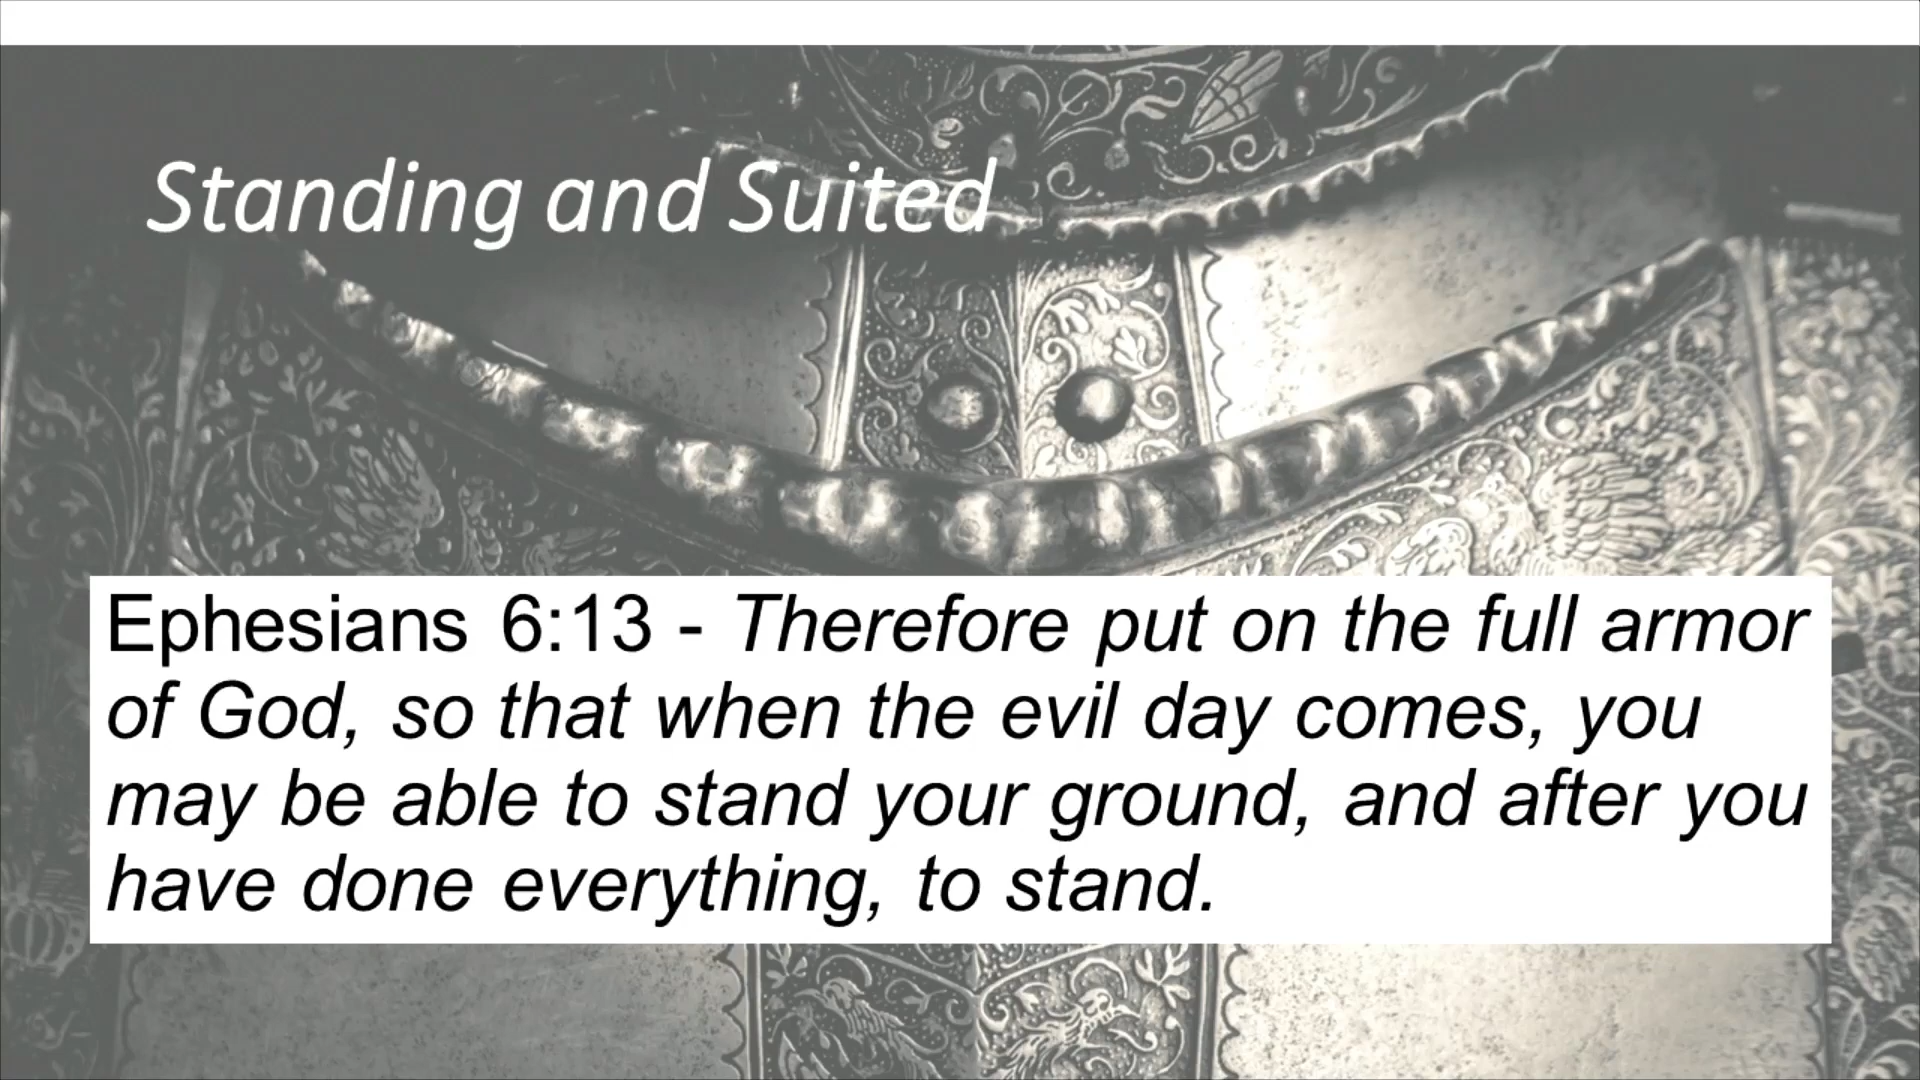 Standing and Suited
Ephesians 6:13 - Therefore put on the full armor
of God, so that when the evil day comes, you
may be able to stand your ground, and after you
have done everything, to stand.